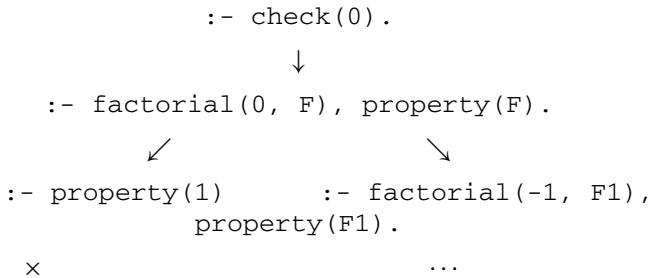 :- check(0).
↓
:- factorial(0, F), property(F).
↙ ↘
:- property(1) :- factorial(-1, F1),
property(F1).
× ...